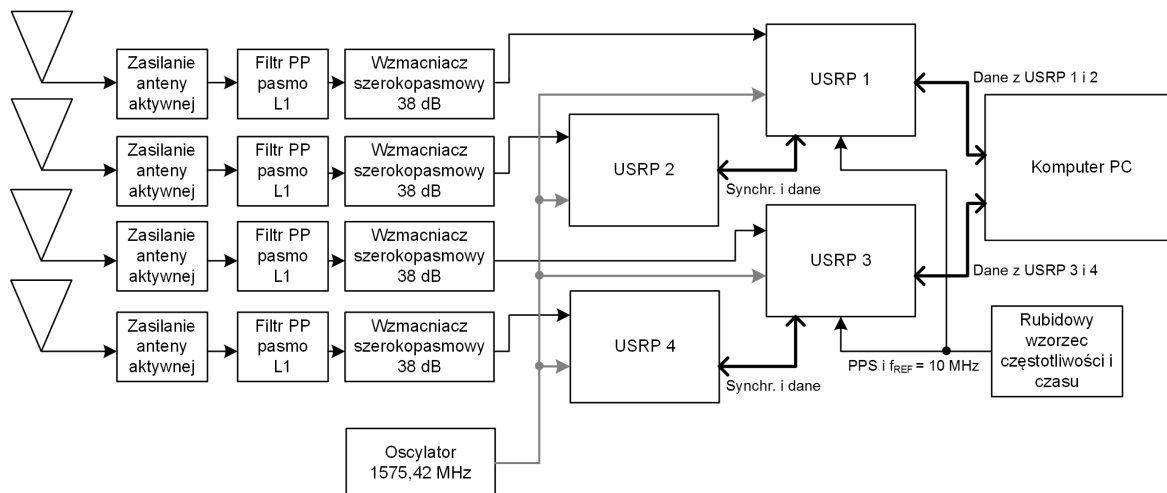 Zasilanie
anteny
aktywnej
Filtr PP
pasmo
L1
Wzmacniacz
szerokopasmowy
38 dB
USRP 1
Dane z USRP 1 i 2
Komputer PC
Zasilanie
anteny
aktywnej
Filtr PP
pasmo
L1
Wzmacniacz
szerokopasmowy
38 dB
USRP 2
Synchr. i dane
Zasilanie
anteny
aktywnej
Filtr PP
pasmo
L1
Wzmacniacz
szerokopasmowy
38 dB
USRP 3
Dane z USRP 3 i 4
Zasilanie
anteny
aktywnej
Filtr PP
pasmo
L1
Wzmacniacz
szerokopasmowy
38 dB
USRP 4
Synchr. i dane
PPS i fREF = 10 MHz
Rubidowy
wzorzec
częstotliwości i
czasu
Oscylator
1575,42 MHz